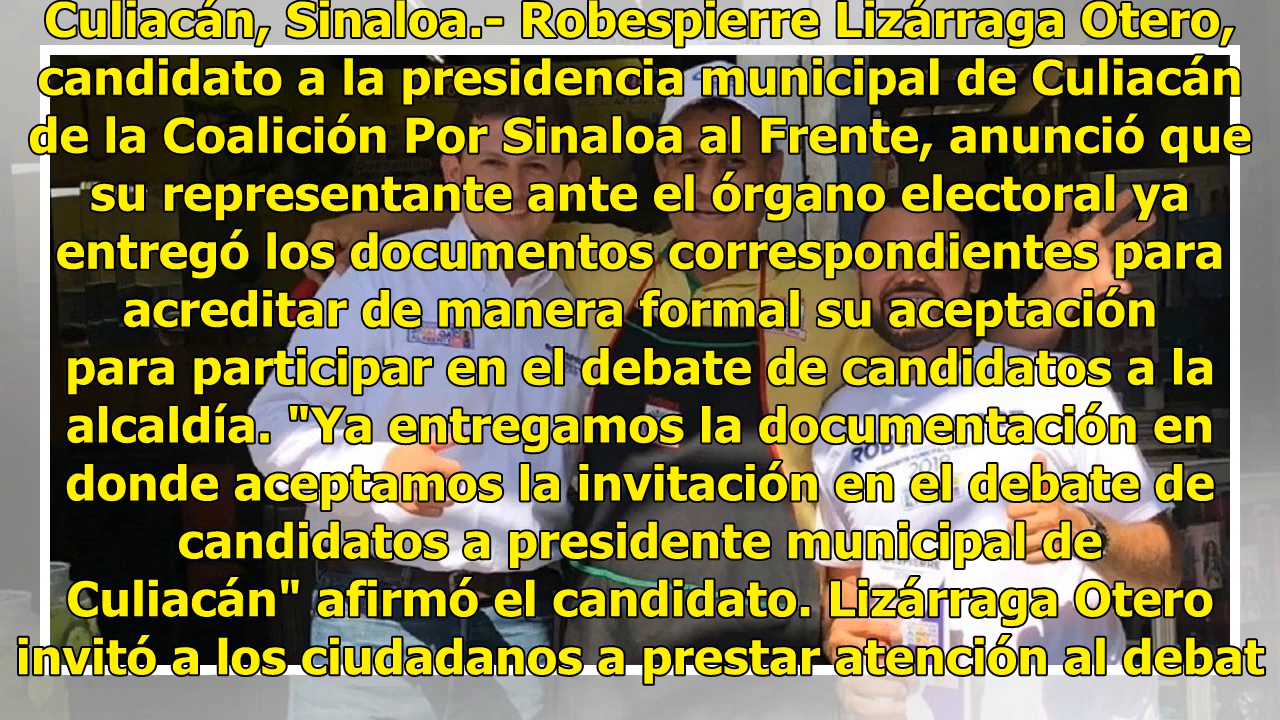 Culiacán, Sinaloa.- Robespierre Lizárraga Otero,
candidato a la presidencia municipal de Culiacán
de la Coalición Por Sinaloa al Frente, anunció que
su representante ante el órgano electoral ya
entregó los documentos correspondientes para
acreditar de manera formal su aceptación
para participar en el debate de candidatos a la
alcaldía. "Ya entregamos la documentación en
donde aceptamos la invitación en el debate de
candidatos a presidente municipal de
Culiacán" afirmó el candidato. Lizárraga Otero
invitó a los ciudadanos a prestar atención al debat
2018